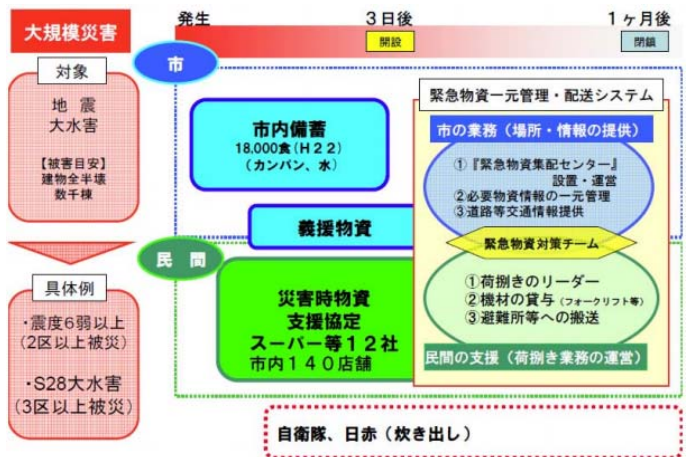 大規模災害
対象
地 震
大水害
【被害目安】
建物全半壊
数千棟
具体例
・震度6弱以上
(2区以上被災)
・S28大水害
(3区以上被災)
発生
3日後
1ヶ月後
開設
閉鎖
市
市内備蓄
18,000食(H22)
(カンパン、水)
義援物資
民 間
災害時物資
支援協定
スーパー等12社
市内140店舗
緊急物資一元管理・配送システム
市の業務(場所・情報の提供)
①『緊急物資集配センター』
設置・運営
②必要物資情報の一元管理
③道路等交通情報提供
緊急物資対策チーム
①荷捌きのリーダー
②機材の貸与(フォークリフト等)
③避難所等への搬送
民間の支援(荷捌き業務の運営)
自衛隊、日赤(炊き出し)